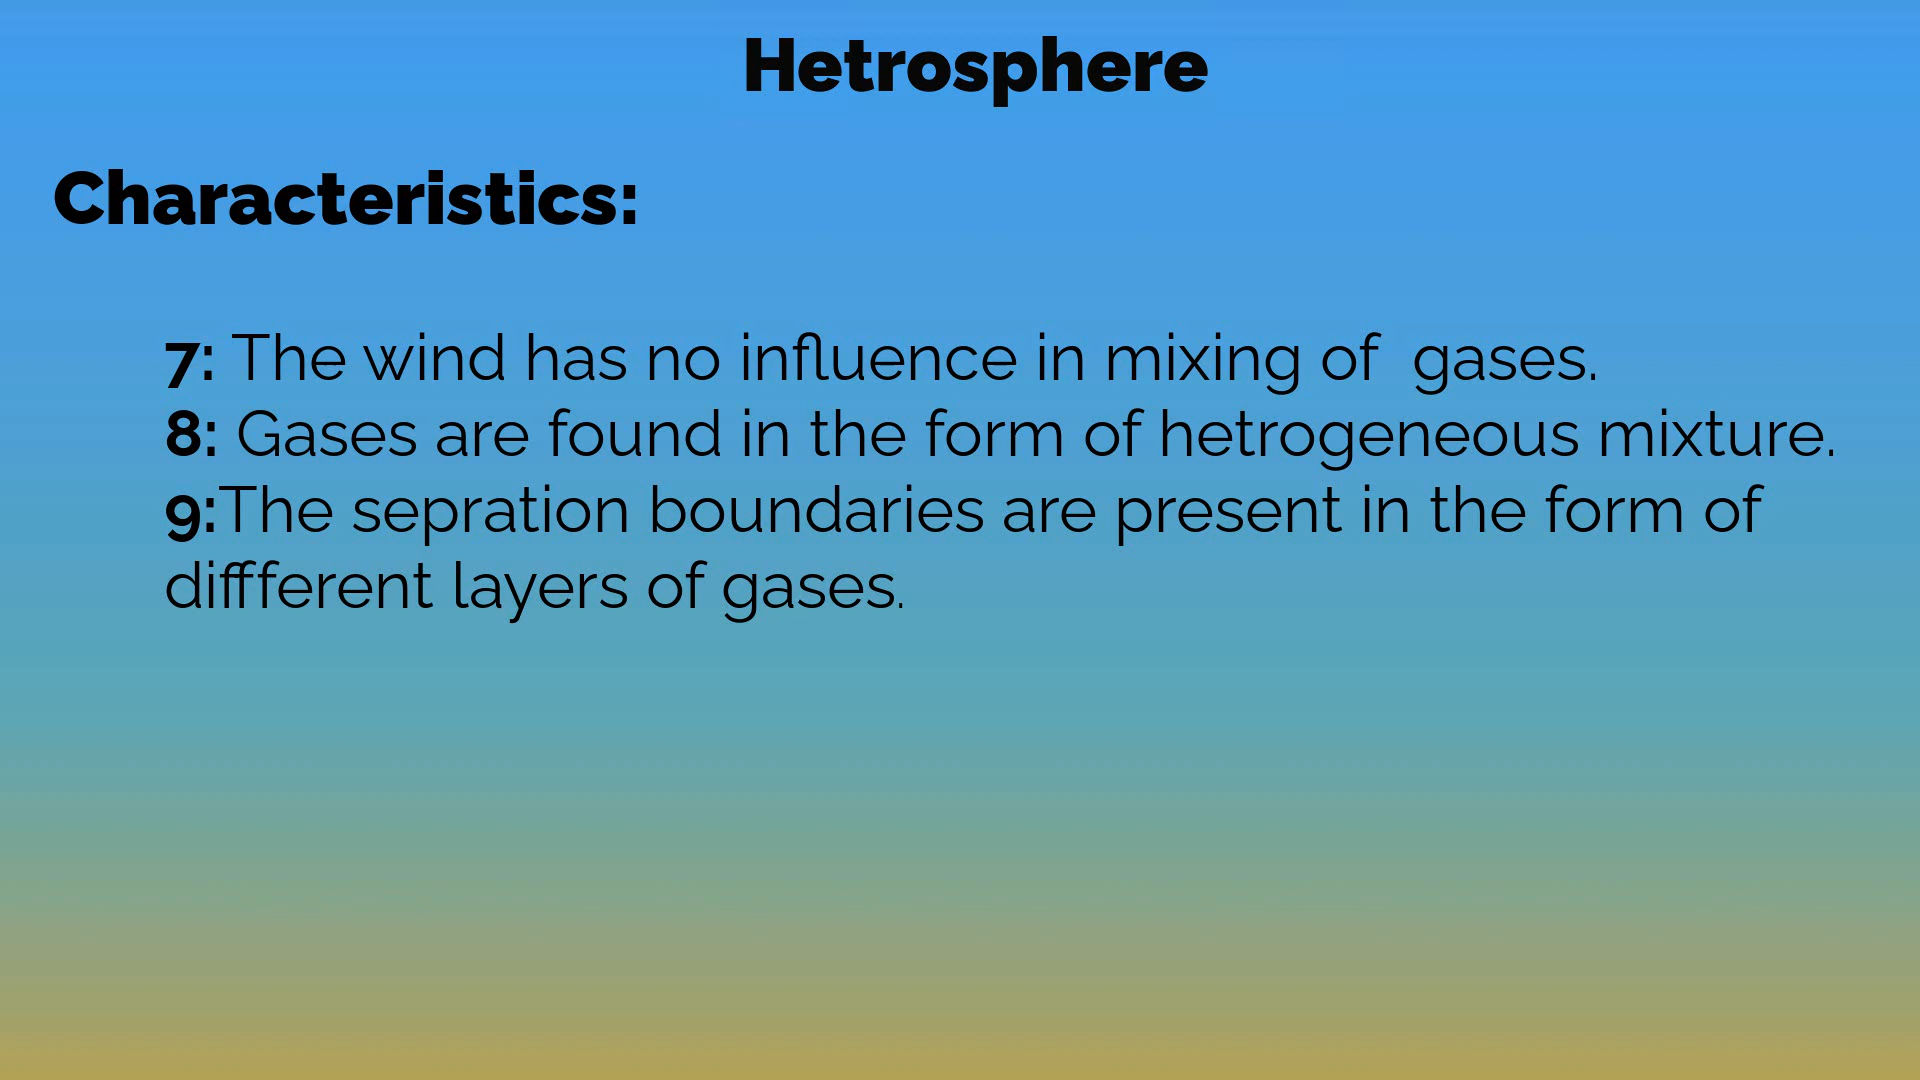 Hetrosphere
Characteristics:
7: The wind has no influence in mixing of  gases.
8: Gases are found in the form of hetrogeneous mixture.
9:The sepration boundaries are present in the form of
diffferent layers of gases.